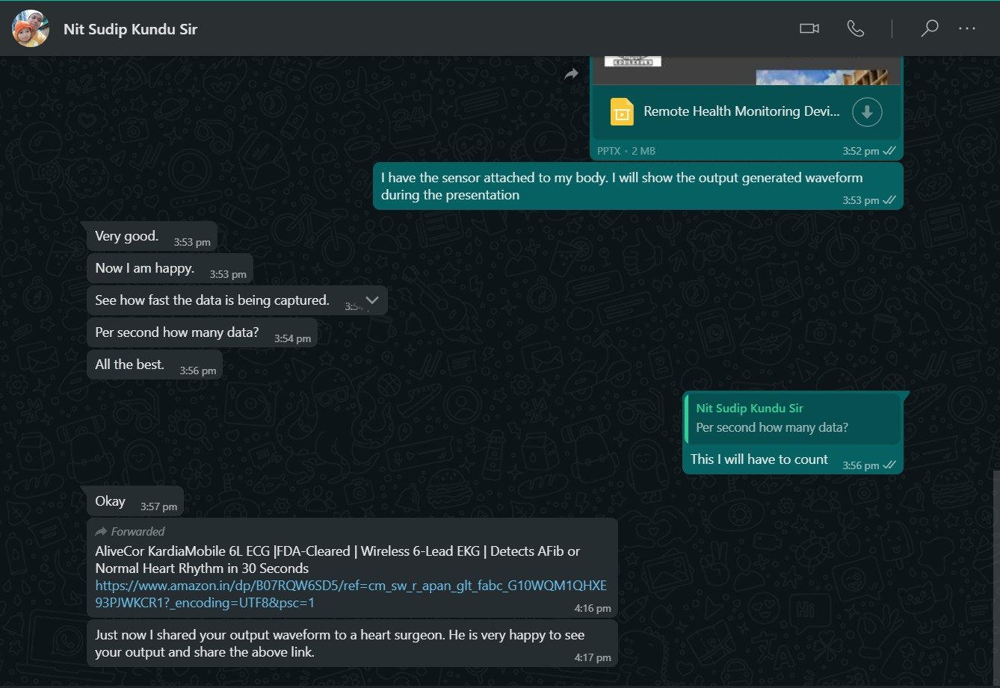 Nit Sudip Kundu Sir
Remote Health Monitoring Devi...
PPTX • 2 MB
3:52 pm
I have the sensor attached to my body. I will show the output generated waveform
during the presentation
3:53 pm
Very good.
3:53 pm
Now I am happy.
3:53 pm
See how fast the data is being captured.
3:54
Per second how many data?
3:54 pm
All the best.
3:56 pm
Nit Sudip Kundu Sir
Per second how many data?
This I will have to count
3:56 pm
Okay
3:57 pm
Forwarded
AliveCor KardiaMobile 6L ECG |FDA-Cleared | Wireless 6-Lead EKG | Detects AFib or
Normal Heart Rhythm in 30 Seconds
https://www.amazon.in/dp/B07RQW6SD5/ref=cm_sw_r_apan_glt_fabc_G10WQM1QHXE
93PJWKCR1?_encoding=UTF8&psc=1
4:16 pm
Just now I shared your output waveform to a heart surgeon. He is very happy to see
your output and share the above link.
4:17 pm